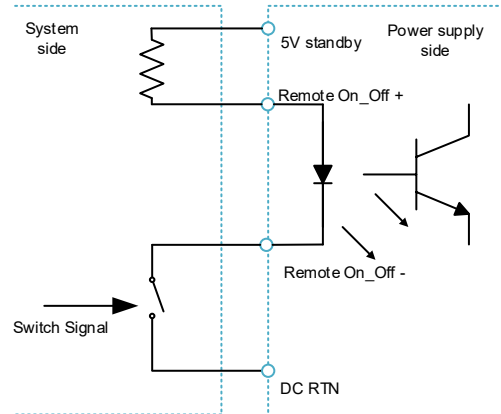 System
side
5V standby
Power supply
side
Remote On_Off +
Remote On_Off -
Switch Signal
DC RTN